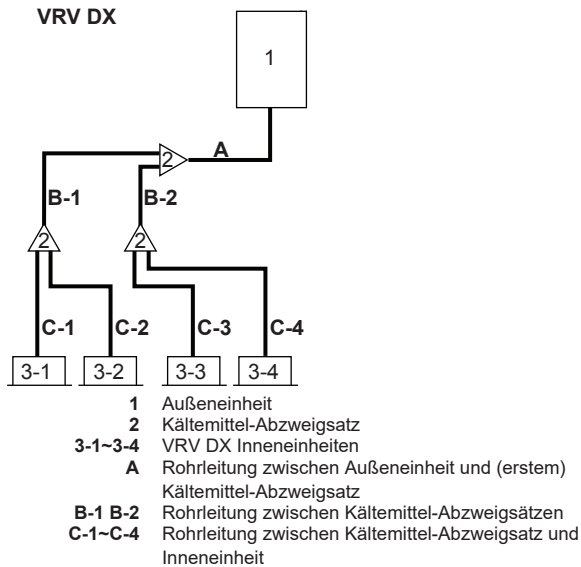 VRV DX
1
2
A
B-1
B-2
2
2
C-1
C-2
C-3
C-4
3-1
3-2
3-3
3-4
1 Außeneinheit
2 Kältemittel-Abzweigsatz
3-1~3-4 VRV DX Inneneinheiten
A Rohrleitung zwischen Außeneinheit und (erstem)
Kältemittel-Abzweigsatz
B-1 B-2 Rohrleitung zwischen Kältemittel-Abzweigsätzen
C-1~C-4 Rohrleitung zwischen Kältemittel-Abzweigsatz und
Inneneinheit